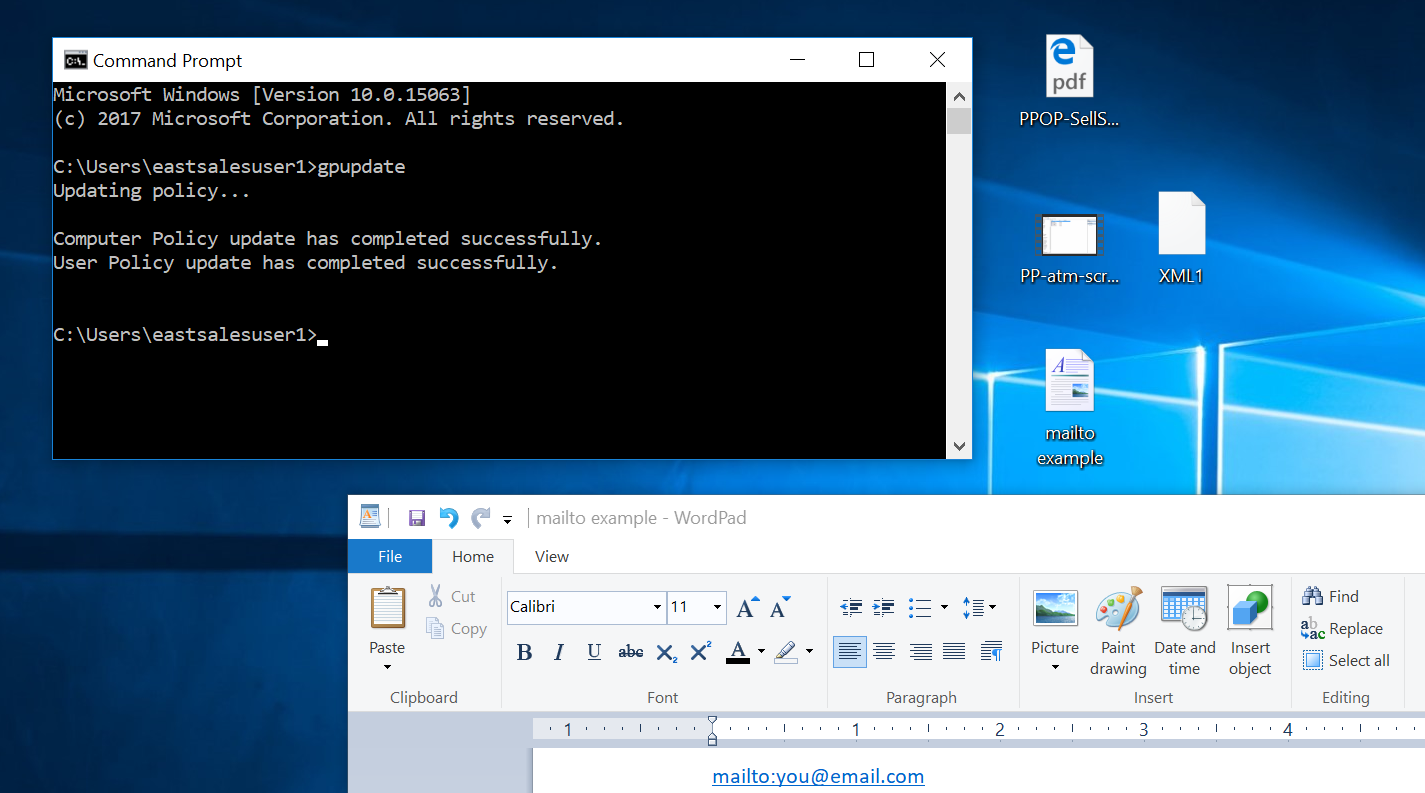 Command Prompt
Microsoft Windows [Version 10.0.15063]
(c) 2017 Microsoft Corporation. All rights reserved.
C:\Users\eastsalesuser1>gpupdate
Updating policy...
Computer Policy update has completed successfully.
User Policy update has completed successfully.
C:\Users\eastsalesuser1>
pdf
PPOP-SellS...
PP-atm-scr...
XML1
mailto
example
mailto example - WordPad
File Home View
Paste
Cut
Copy
Clipboard
Calibri 11
B I U abc X₂ X² A
Font
Paragraph
Picture
Paint
drawing
Date and
time
Insert
object
Insert
Find
Replace
Select all
Editing
1 1 2 3 4
mailto:you@email.com